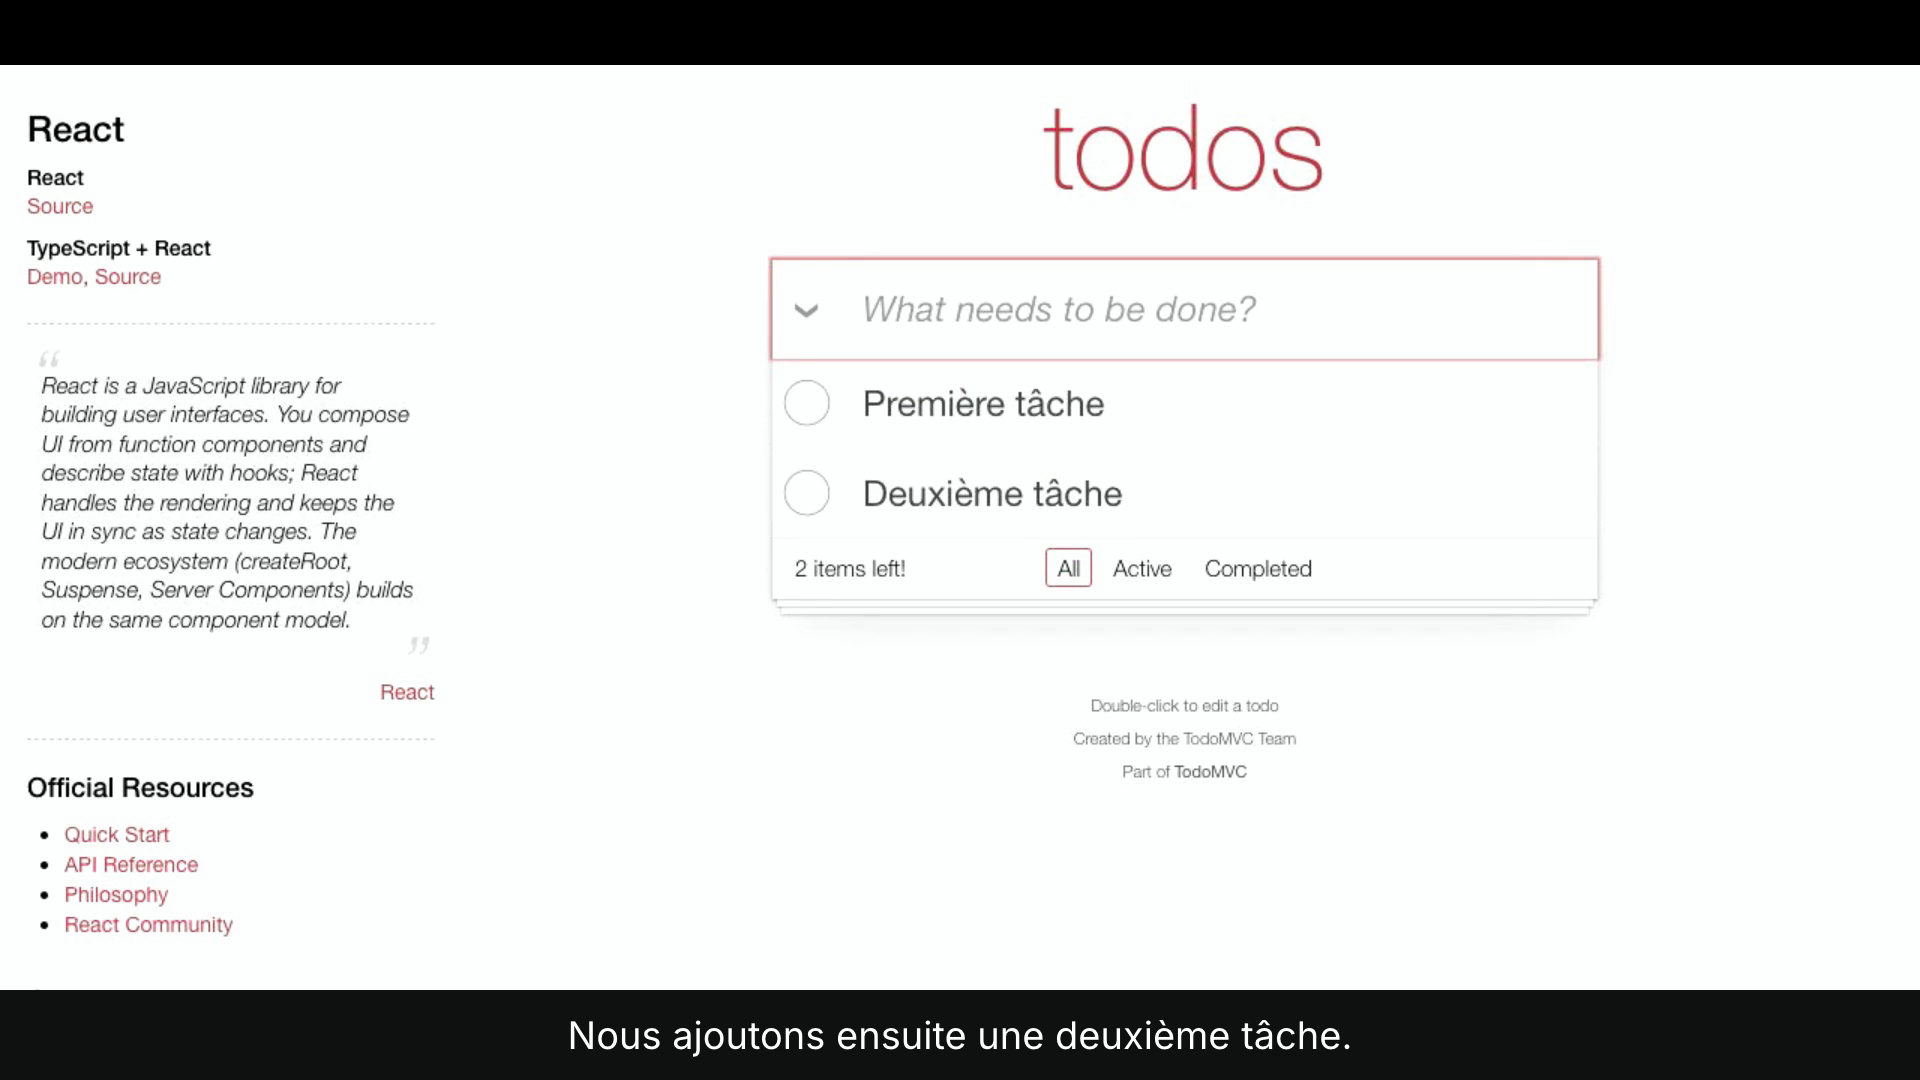 React
React
Source
TypeScript + React
Demo, Source
“
React is a JavaScript library for
building user interfaces. You compose
UI from function components and
describe state with hooks; React
handles the rendering and keeps the
UI in sync as state changes. The
modern ecosystem (createRoot,
Suspense, Server Components) builds
on the same component model.
”
React
Official Resources
• Quick Start
• API Reference
• Philosophy
• React Community
todos
What needs to be done?
Première tâche
Deuxième tâche
2 items left! All Active Completed
Double-click to edit a todo
Created by the TodoMVC Team
Part of TodoMVC
Nous ajoutons ensuite une deuxième tâche.